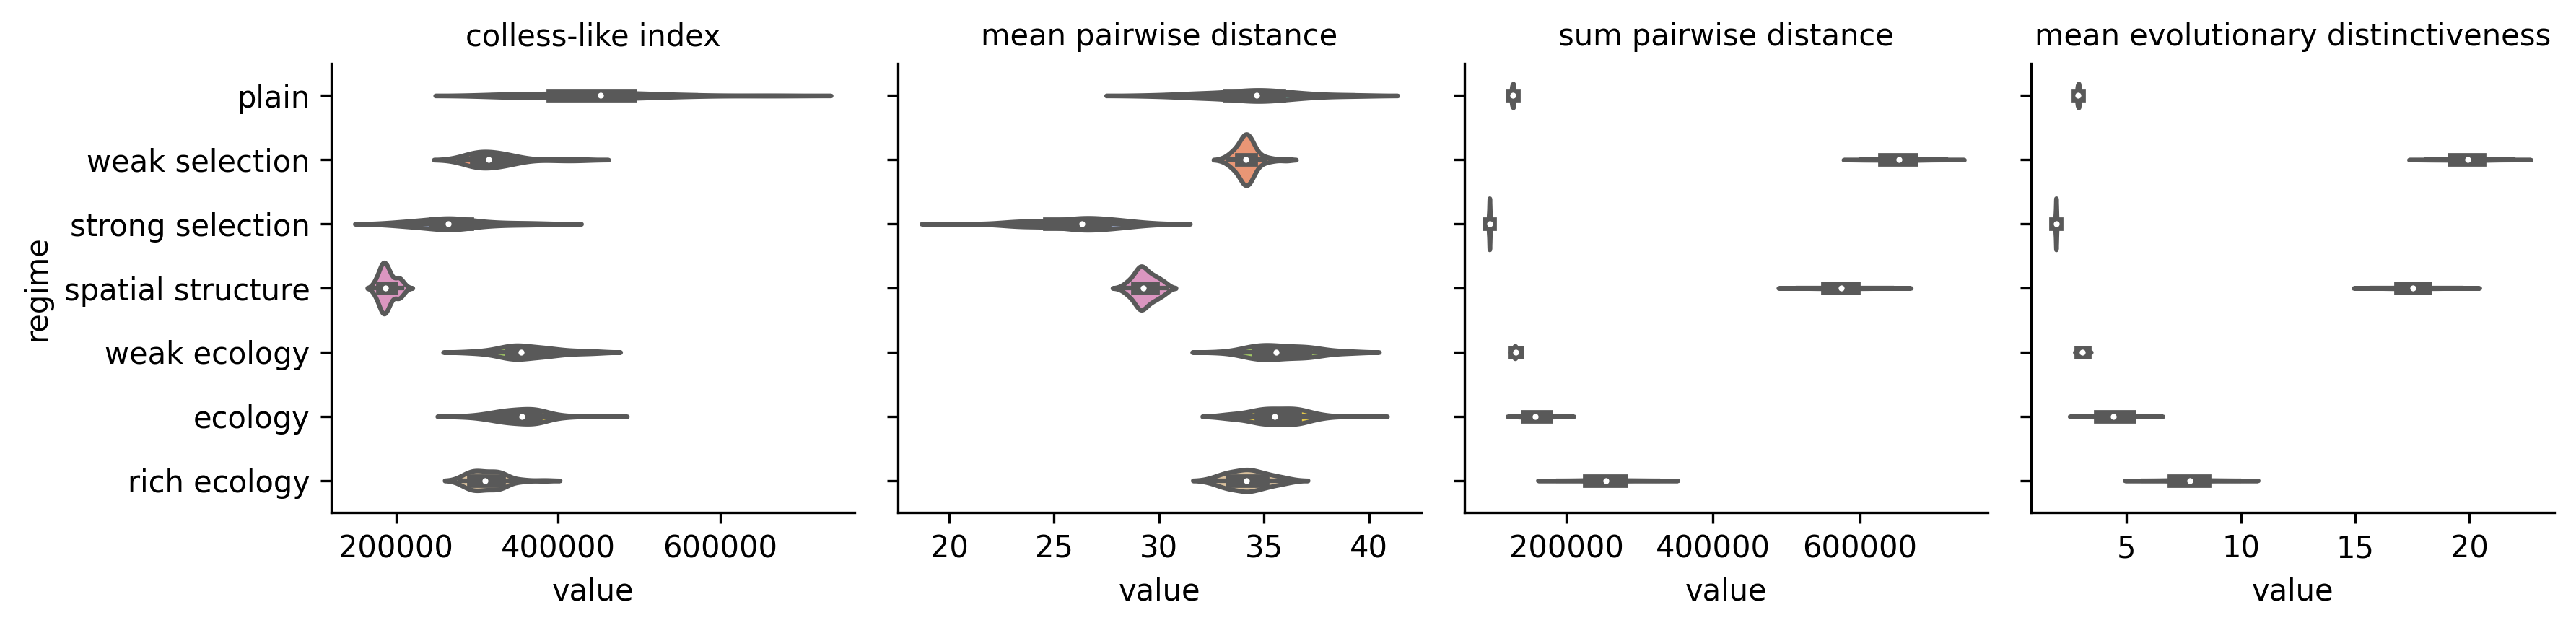 colless-like index
mean pairwise distance
sum pairwise distance
mean evolutionary distinctiveness
regime
plain
weak selection
strong selection
spatial structure
weak ecology
ecology
rich ecology
200000 400000 600000
20 25 30 35 40
200000 400000 600000
5 10 15 20
value
value
value
value